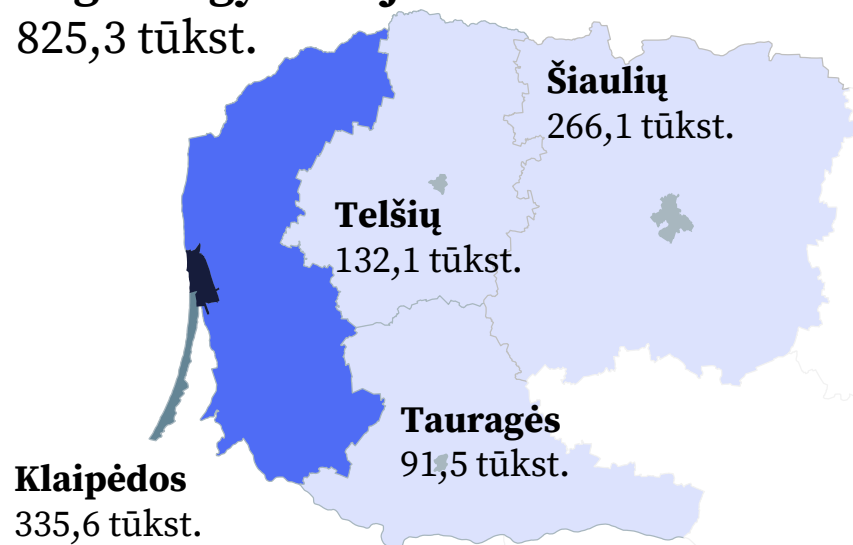 825,3 tūkst.
Šiaulių
266,1 tūkst.
Telšių
132,1 tūkst.
Tauragės
91,5 tūkst.
Klaipėdos
335,6 tūkst.